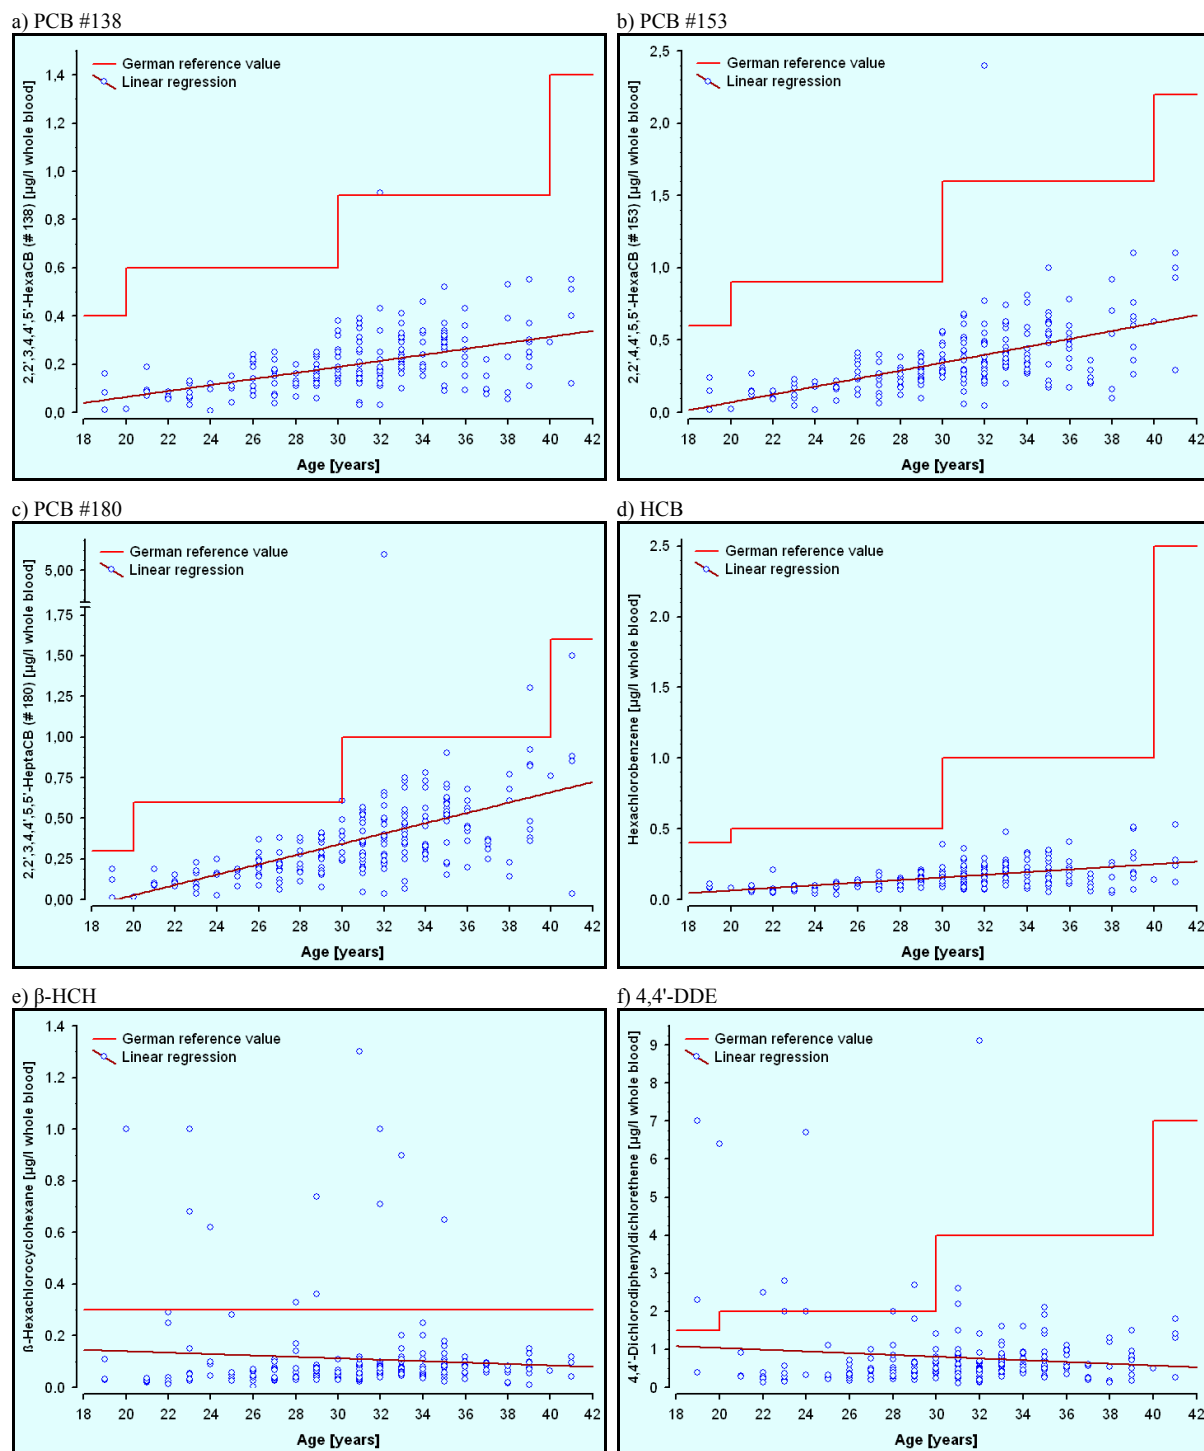 a) PCB #138
German reference value
Linear regression
2,2',3,4,4',5'-HexaCB (# 138) [µg/l whole blood]
1,4
1,2
1,0
0,8
0,6
0,4
0,2
0,0
18 20 22 24 26 28 30 32 34 36 38 40 42
Age [years]
b) PCB #153
German reference value
Linear regression
2,2',4,4',5,5'-HexaCB (# 153) [µg/l whole blood]
2,5
2,0
1,5
1,0
0,5
0,0
18 20 22 24 26 28 30 32 34 36 38 40 42
Age [years]
c) PCB #180
German reference value
Linear regression
2,2',3,4,4',5,5'-HeptaCB (# 180) [µg/l whole blood]
5,00
1,75
1,50
1,25
1,00
0,75
0,50
0,25
0,00
18 20 22 24 26 28 30 32 34 36 38 40 42
Age [years]
d) HCB
German reference value
Linear regression
Hexachlorobenzene [µg/l whole blood]
2.5
2.0
1.5
1.0
0.5
0.0
18 20 22 24 26 28 30 32 34 36 38 40 42
Age [years]
e) β-HCH
German reference value
Linear regression
ß-Hexachlorocyclohexane [µg/l whole blood]
1.4
1.2
1.0
0.8
0.6
0.4
0.2
0.0
18 20 22 24 26 28 30 32 34 36 38 40 42
Age [years]
f) 4,4'-DDE
German reference value
Linear regression
4,4'-Dichlorodiphenyldichlorethene [µg/l whole blood]
9
8
7
6
5
4
3
2
1
0
18 20 22 24 26 28 30 32 34 36 38 40 42
Age [years]